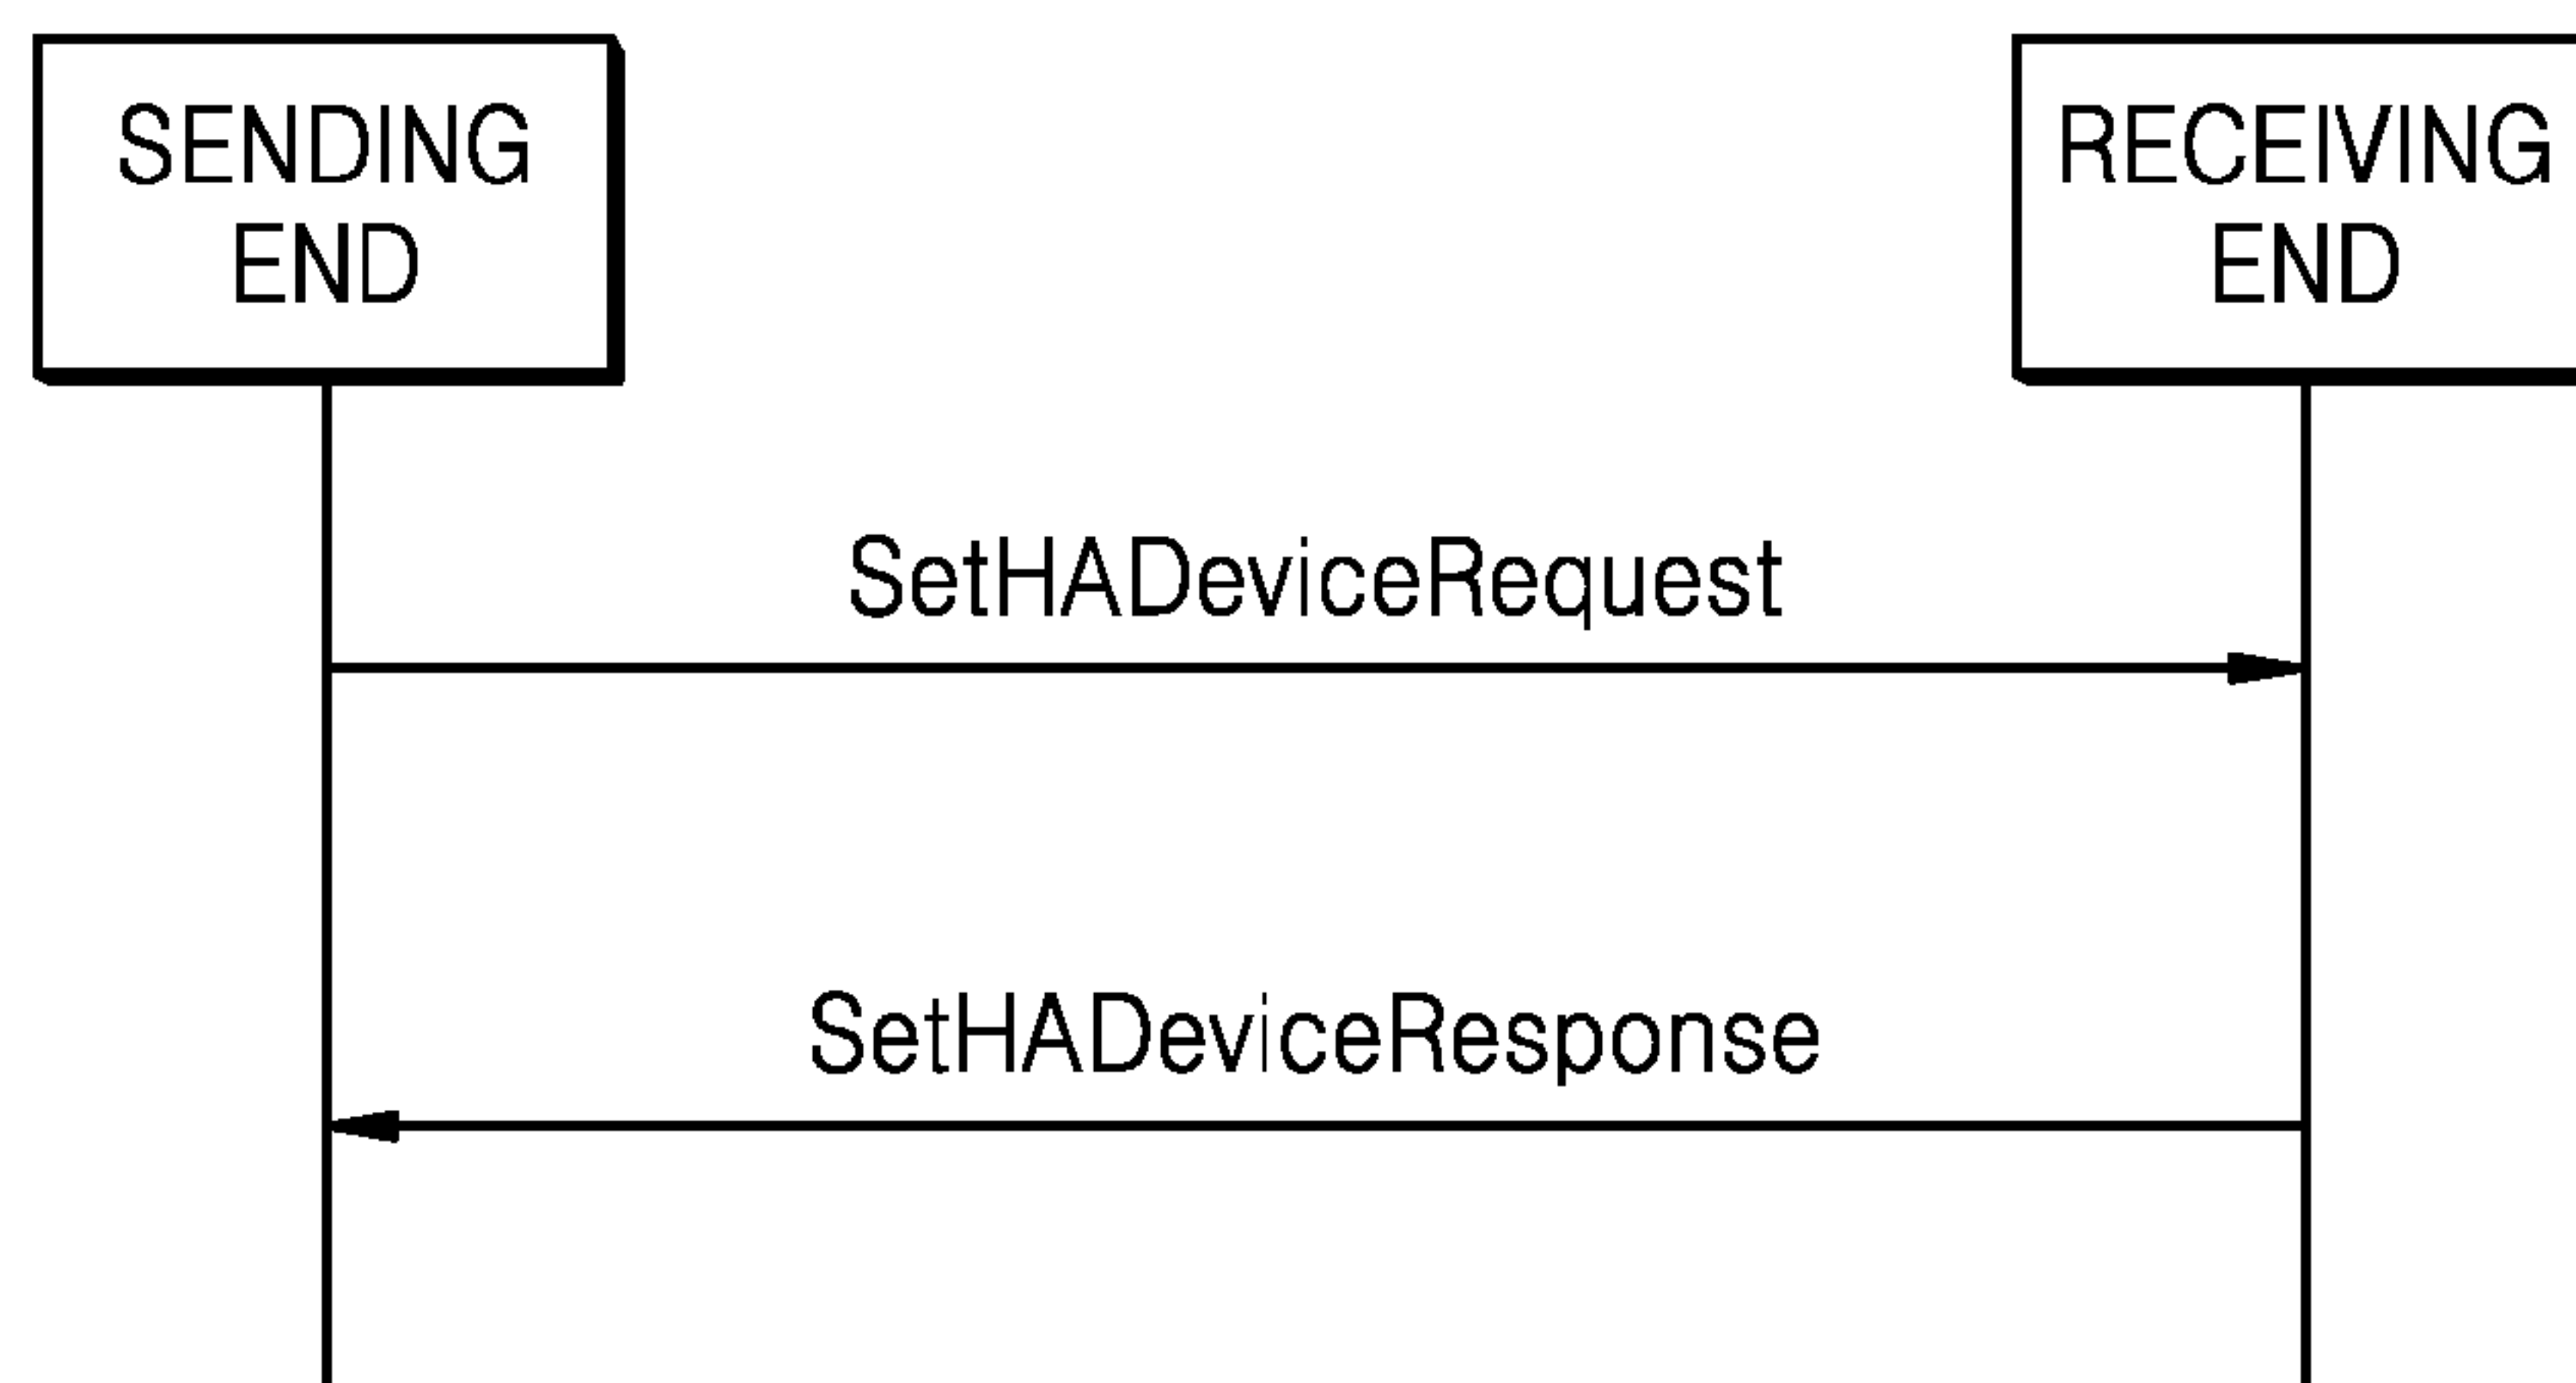 SENDING
END
RECEIVING
END
SetHADeviceRequest
SetHADeviceResponse